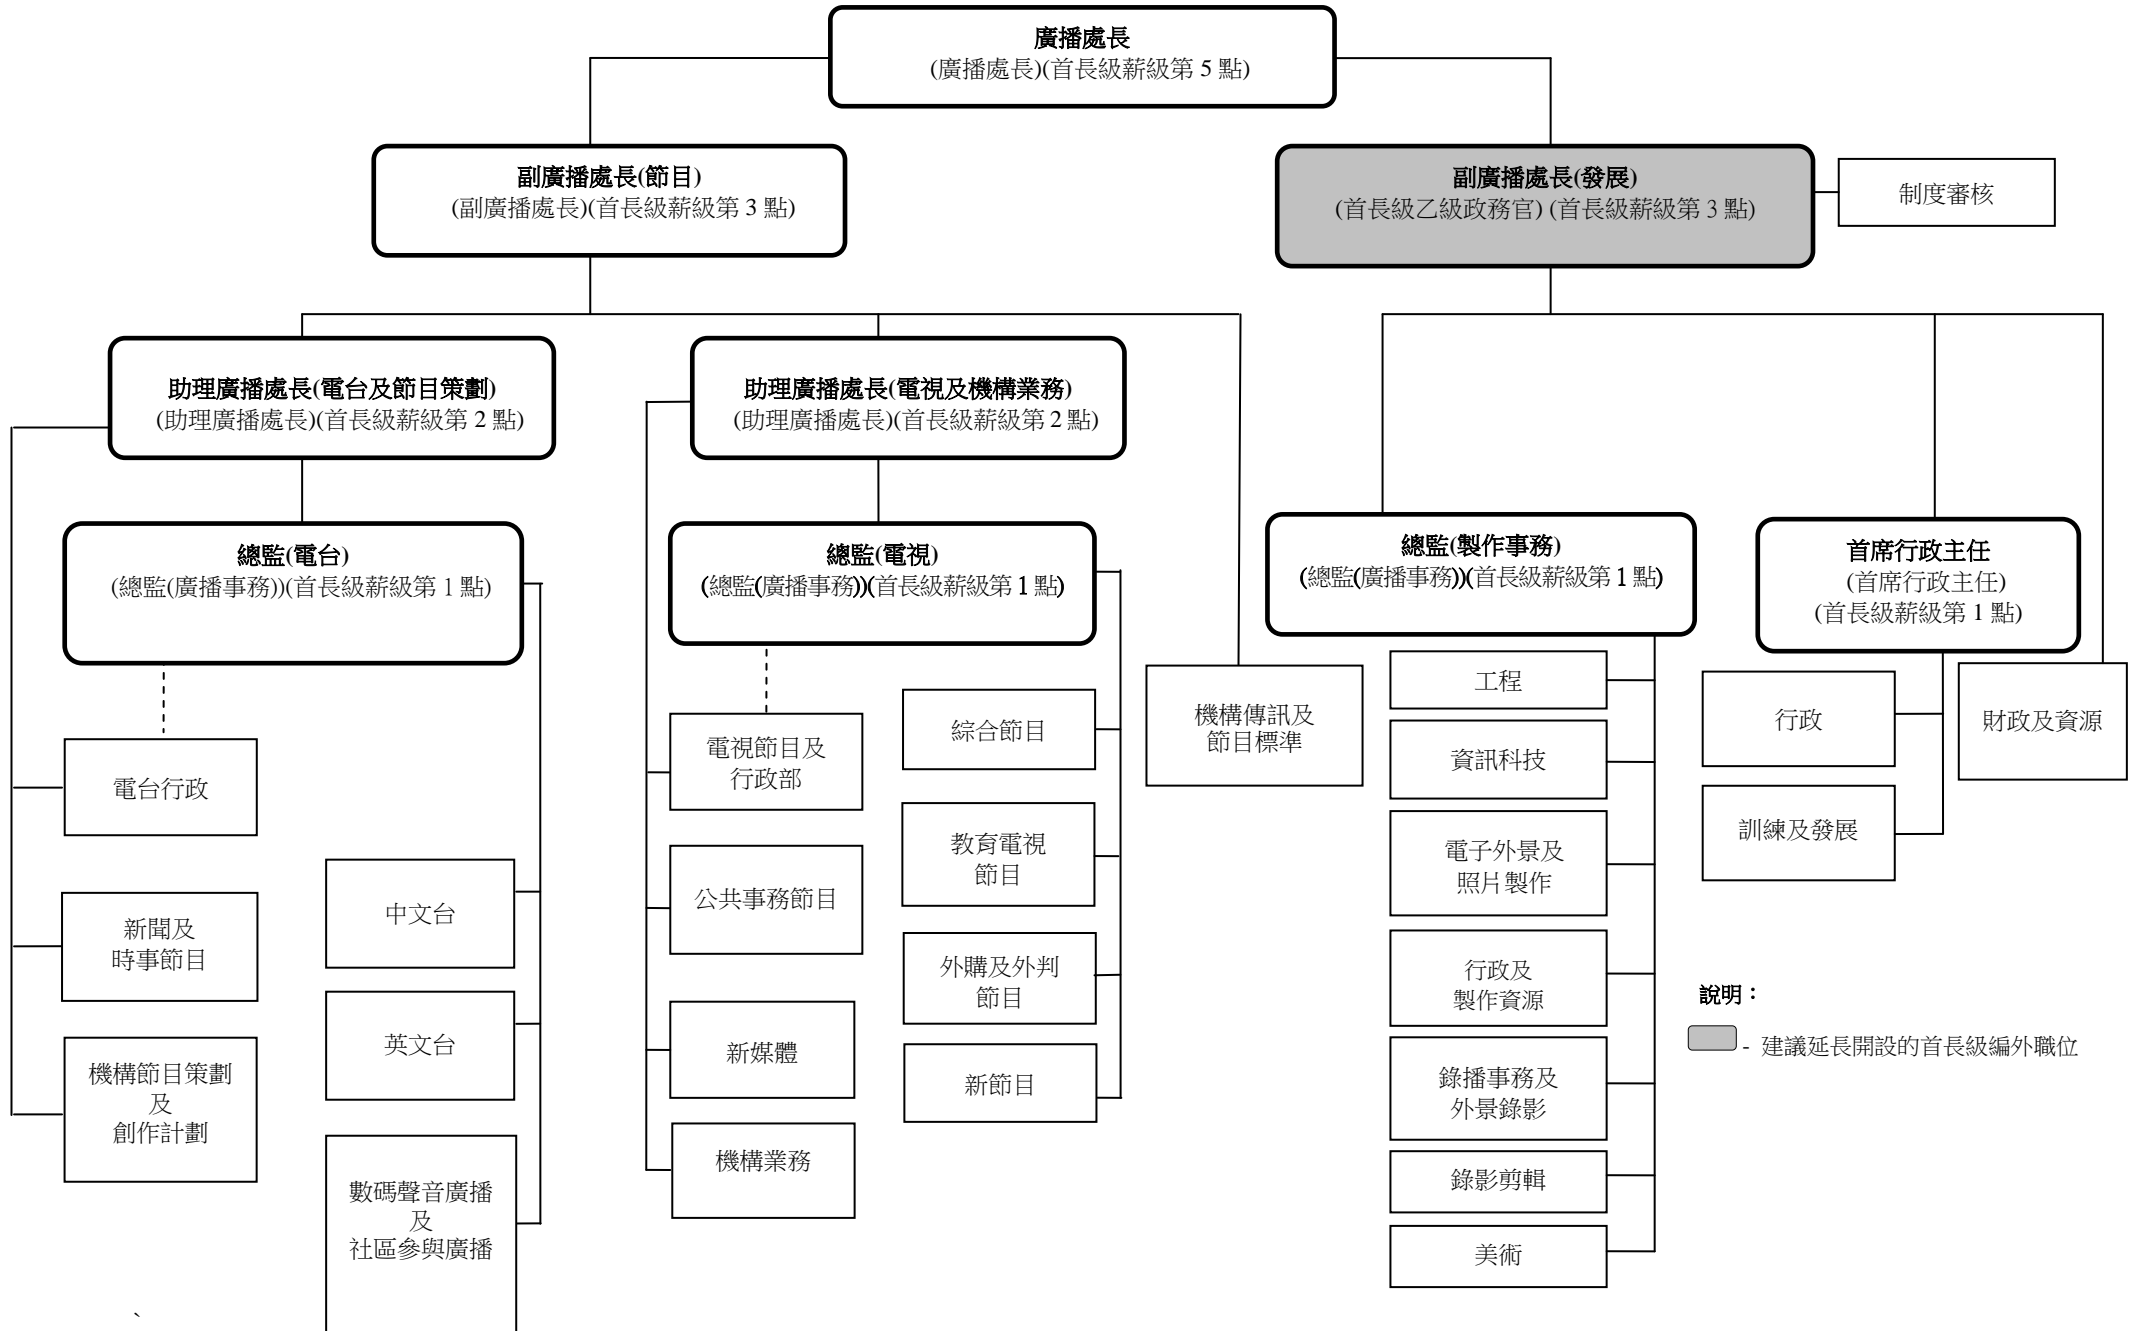 廣播處長
(廣播處長)(首長級薪級第 5 點)
副廣播處長(節目)
(副廣播處長)(首長級薪級第 3 點)
副廣播處長(發展)
(首長級乙級政務官) (首長級薪級第 3 點)
制度審核
助理廣播處長(電台及節目策劃)
(助理廣播處長)(首長級薪級第 2 點)
助理廣播處長(電視及機構業務)
(助理廣播處長)(首長級薪級第 2 點)
總監(電台)
(總監(廣播事務))(首長級薪級第 1 點)
總監(電視)
(總監(廣播事務))(首長級薪級第 1 點)
總監(製作事務)
(總監(廣播事務))(首長級薪級第 1 點)
首席行政主任
(首席行政主任)
(首長級薪級第 1 點)
電台行政
新聞及
時事節目
機構節目策劃
及
創作計劃
中文台
英文台
數碼聲音廣播
及
社區參與廣播
電視節目及
行政部
公共事務節目
新媒體
機構業務
綜合節目
教育電視
節目
外購及外判
節目
新節目
機構傳訊及
節目標準
工程
資訊科技
電子外景及
照片製作
行政及
製作資源
錄播事務及
外景錄影
錄影剪輯
美術
行政
訓練及發展
財政及資源
說明：
- 建議延長開設的首長級編外職位
、